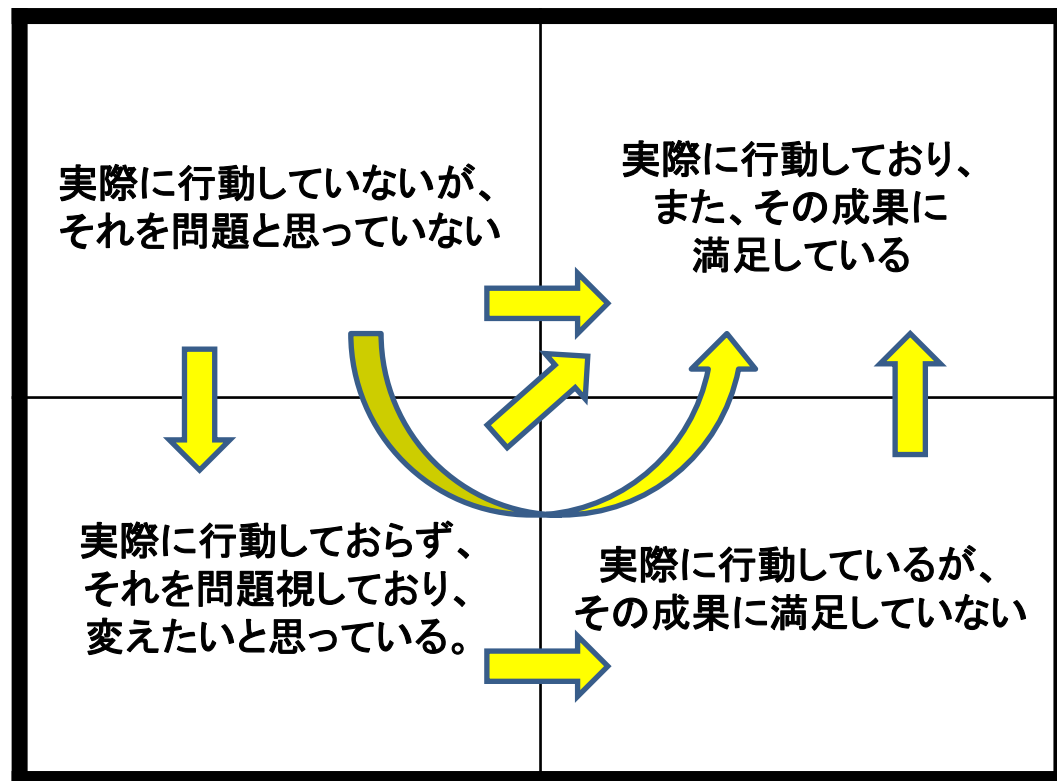 実際に行動していないが、
それを問題と思っていない
実際に行動しており、
また、その成果に
満足している
実際に行動しておらず、
それを問題視しており、
変えたいと思っている。
実際に行動しているが、
その成果に満足していない